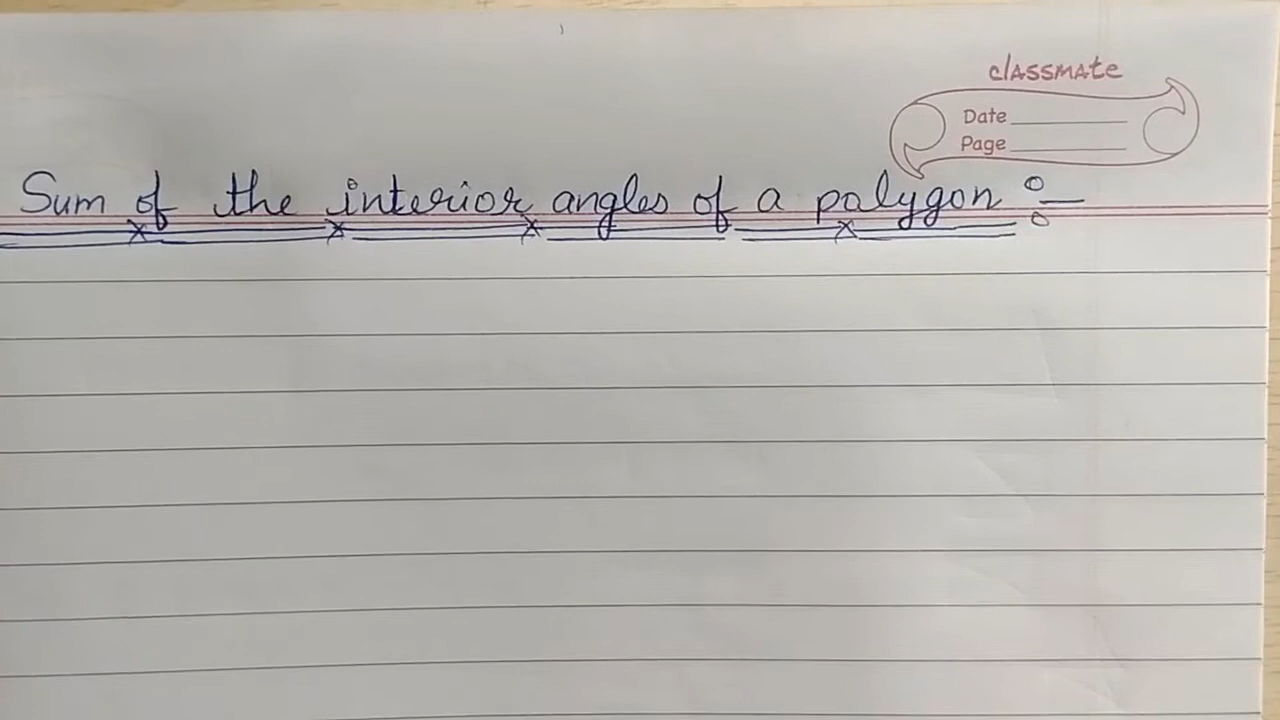 classmate
Date
Page
Sum of the interior angles of a polygon ÷